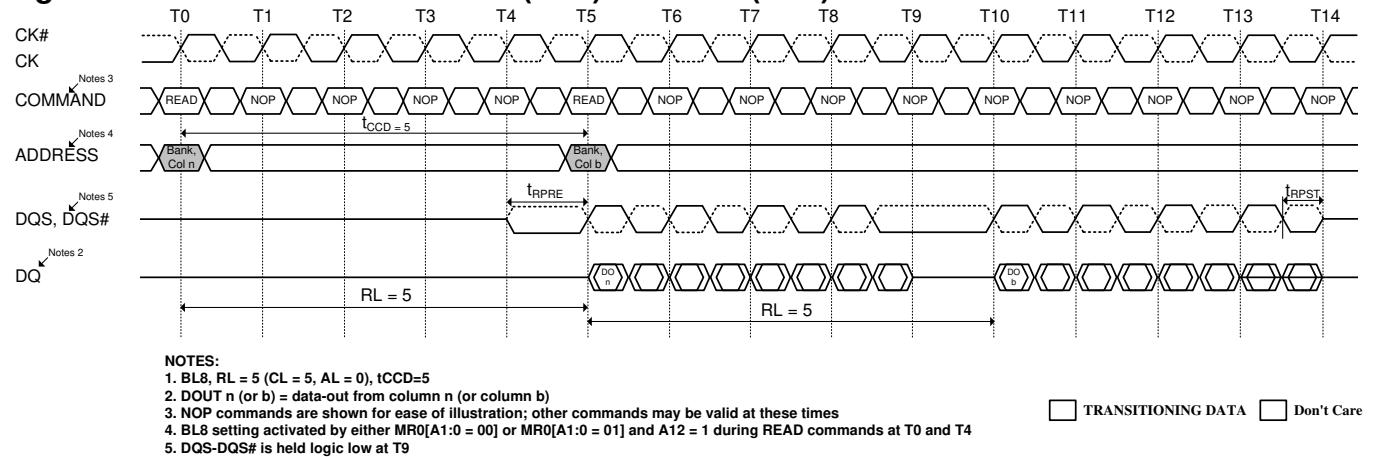 T0 T1 T2 T3 T4 T5 T6 T7 T8 T9 T10 T11 T12 T13 T14
CK#
CK
Notes 3
COMMAND READ NOP NOP NOP NOP READ NOP NOP NOP NOP NOP NOP NOP NOP NOP
tCCD = 5
Notes 4
ADDRESS
Bank, Col n
Bank, Col b
Notes 5
tRPRE
tRPST
DQS, DQS#
Notes 2
DQ
DO n
DO b
RL = 5
RL = 5
NOTES:
1. BL8, RL = 5 (CL = 5, AL = 0), tCCD=5
2. DOUT n (or b) = data-out from column n (or column b)
3. NOP commands are shown for ease of illustration; other commands may be valid at these times
4. BL8 setting activated by either MR0[A1:0 = 00] or MR0[A1:0 = 01] and A12 = 1 during READ commands at T0 and T4
5. DQS-DQS# is held logic low at T9
TRANSITIONING DATA
Don't Care